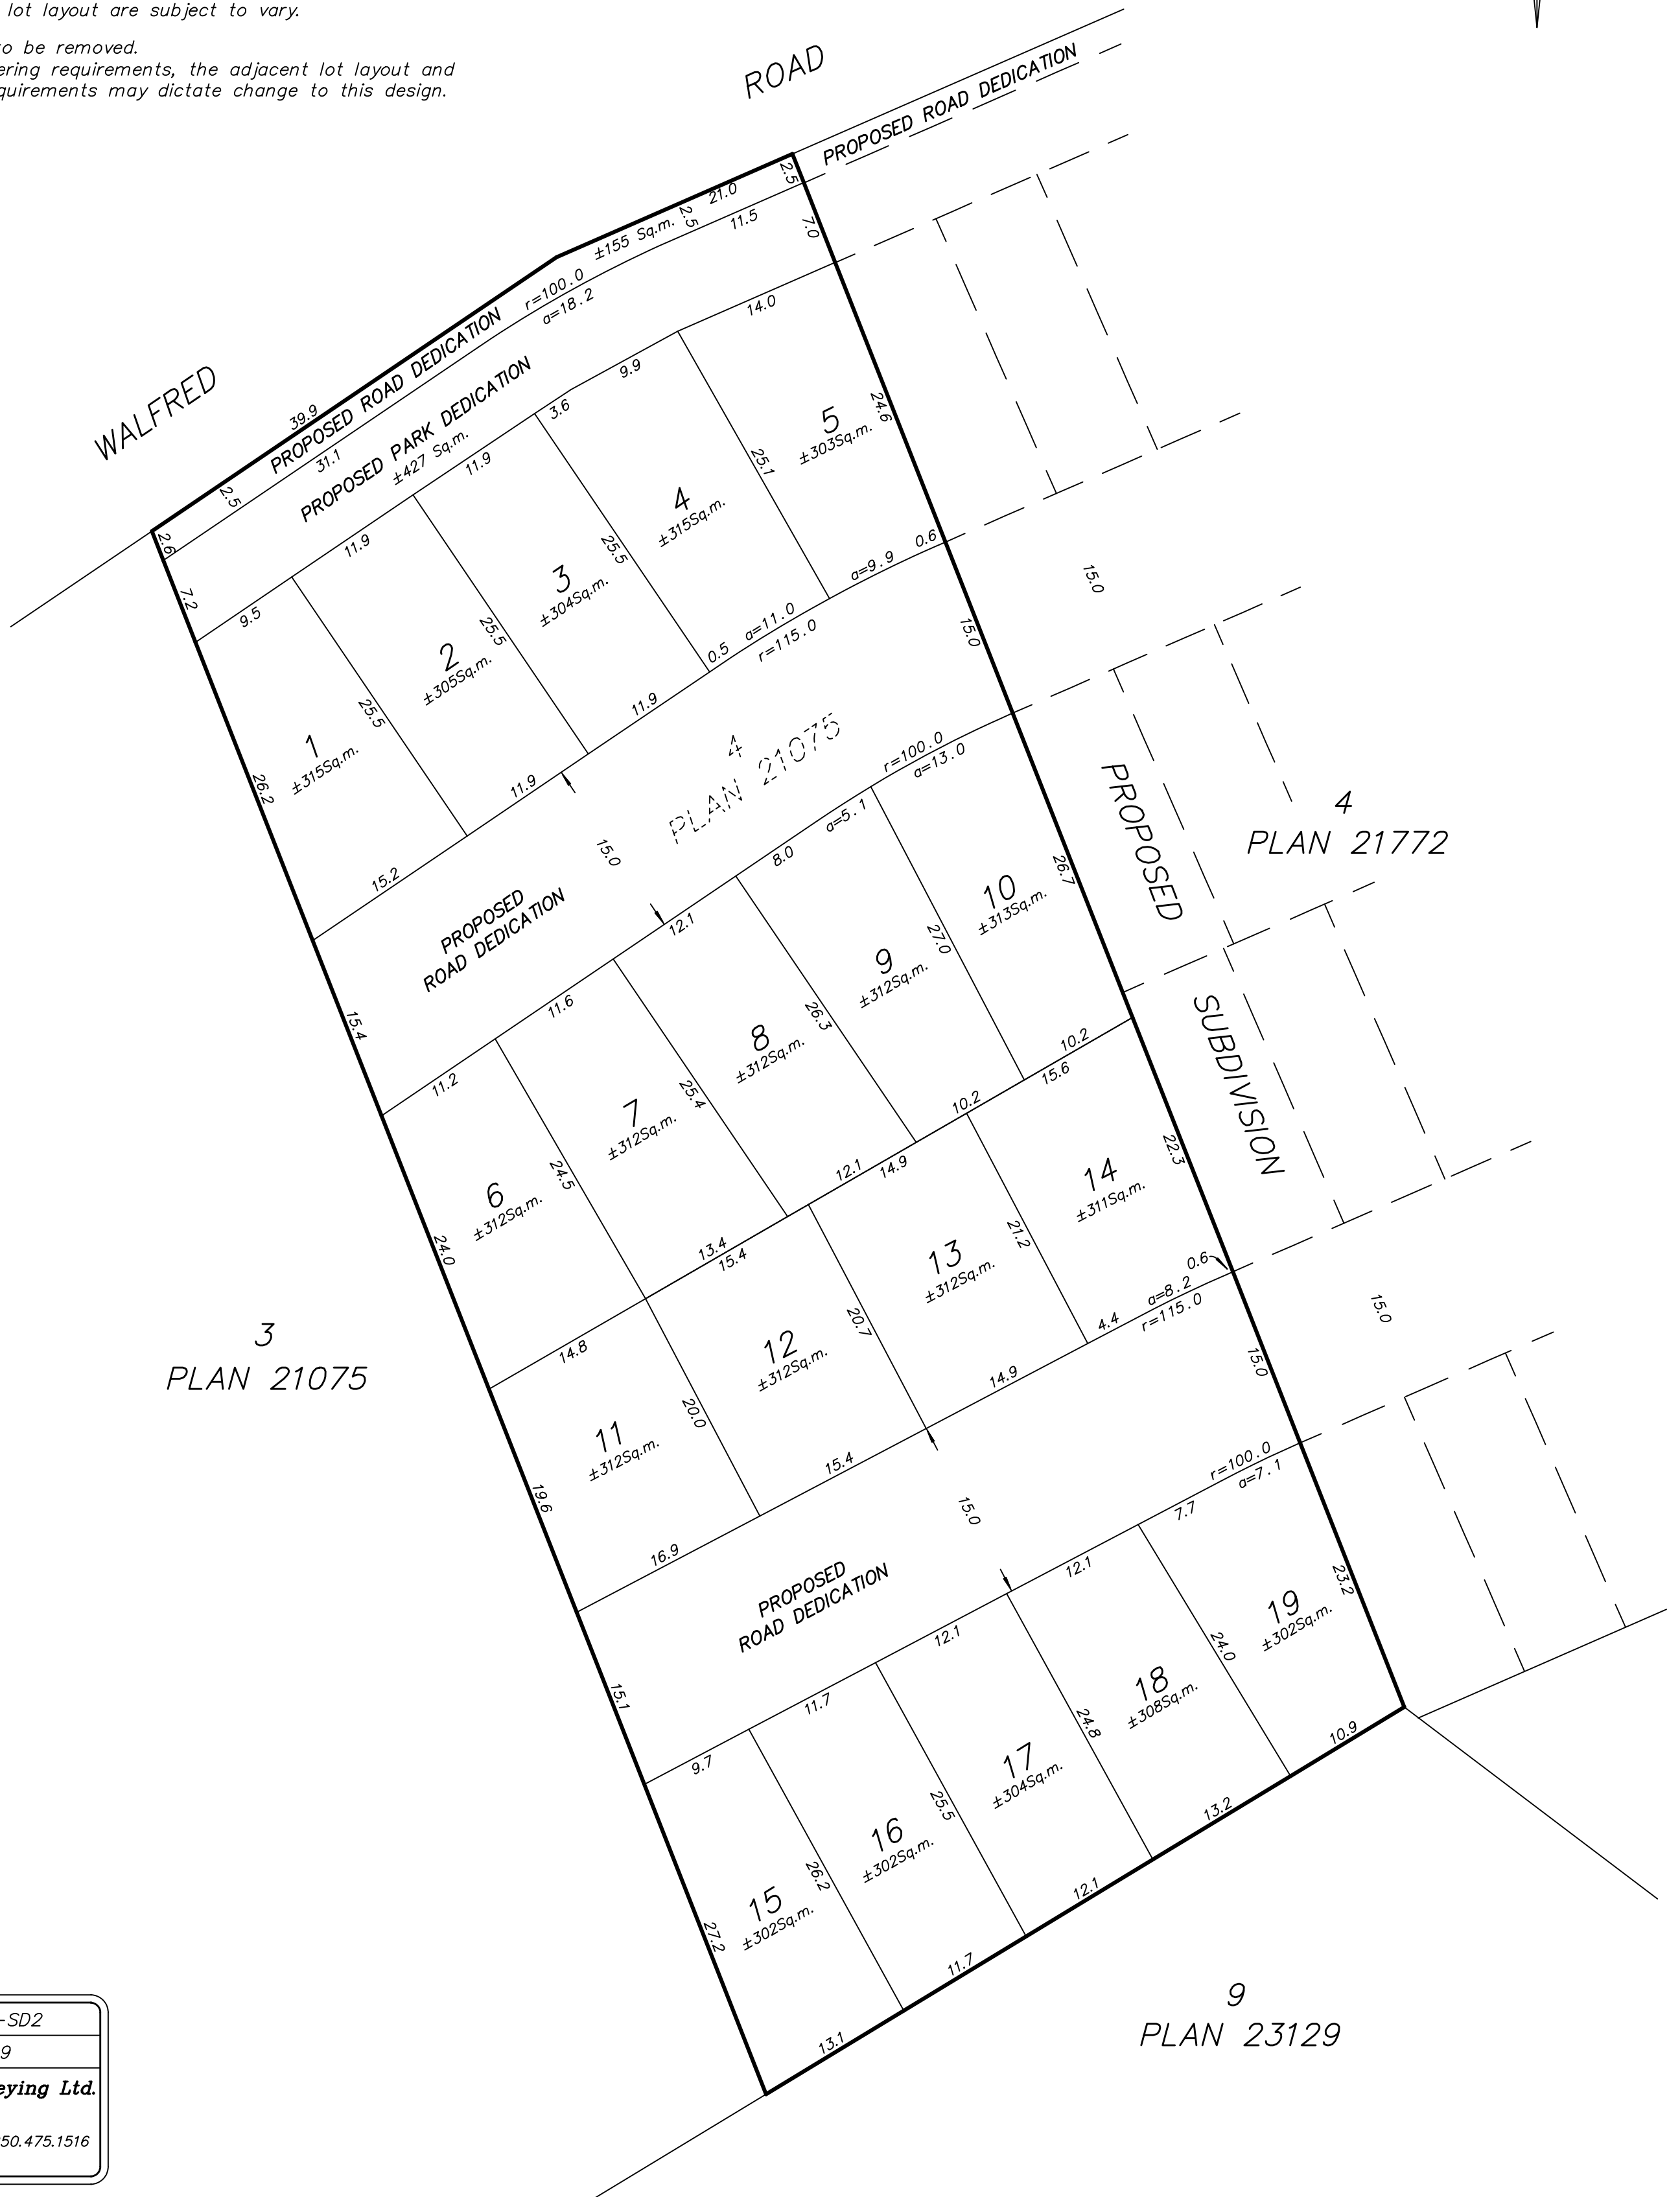 lot layout are subject to vary.
to be removed.
ering requirements, the adjacent lot layout and
quirements may dictate change to this design.
ROAD
WALFRED
PROPOSED ROAD DEDICATION
2.5
21.0
2.5
±155 Sq.m.
11.5
7.0
r=100.0
a=18.2
PROPOSED ROAD DEDICATION
39.9
31.1
2.5
2.6
7.2
PROPOSED PARK DEDICATION
±427 Sq.m.
14.0
9.9
3.6
11.9
11.9
9.5
5
±303Sq.m.
24.6
25.1
4
±315Sq.m.
25.5
3
±304Sq.m.
25.5
2
±305Sq.m.
25.5
1
±315Sq.m.
26.2
0.6
a=9.9
a=11.0
r=115.0
0.5
11.9
11.9
15.2
15.0
15.0
4
PLAN 21075
15.0
PROPOSED
ROAD DEDICATION
15.4
r=100.0
a=13.0
a=5.1
8.0
12.1
11.6
11.2
PROPOSED
SUBDIVISION
4
PLAN 21772
26.7
10
±313Sq.m.
27.0
9
±312Sq.m.
26.3
8
±312Sq.m.
25.4
7
±312Sq.m.
24.5
6
±312Sq.m.
24.0
10.2
15.6
10.2
12.1
14.9
13.4
15.4
14.8
22.3
14
±311Sq.m.
21.2
13
±312Sq.m.
20.7
12
±312Sq.m.
20.0
11
±312Sq.m.
19.6
3
PLAN 21075
0.6
a=8.2
r=115.0
4.4
14.9
15.4
16.9
15.0
15.0
15.0
PROPOSED
ROAD DEDICATION
15.1
r=100.0
a=7.1
7.7
12.1
12.1
11.7
9.7
23.2
19
±302Sq.m.
24.0
18
±308Sq.m.
24.8
17
±304Sq.m.
25.5
16
±302Sq.m.
26.2
15
±302Sq.m.
27.2
10.9
13.2
12.1
11.7
13.1
9
PLAN 23129
-SD2
9
eying Ltd.
50.475.1516